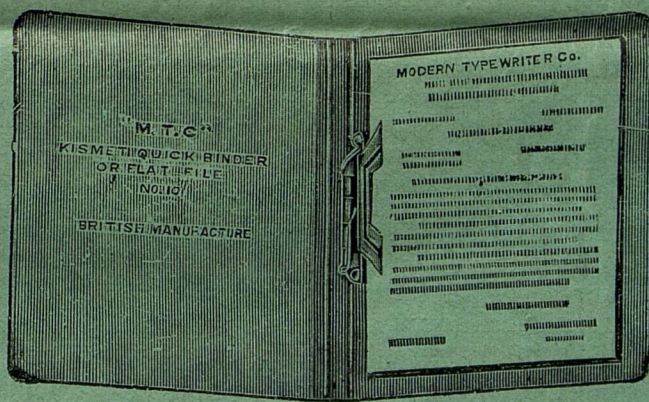 "M.T.C"
KISMET QUICK BINDER
OR FLAT FILE
NO. 10
BRITISH MANUFACTURE
MODERN TYPEWRITER Co.